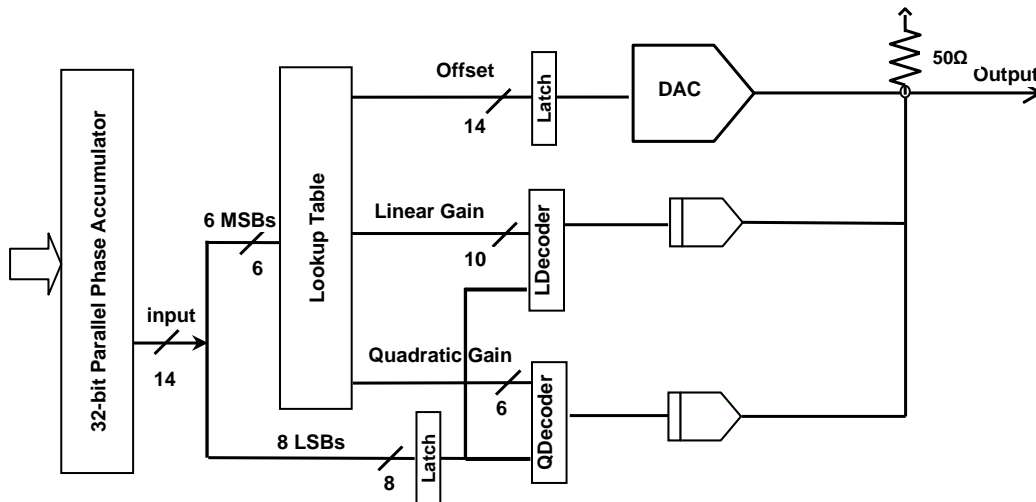 32-bit Parallel Phase Accumulator
input
14
6 MSBs
6
8 LSBs
8
Latch
Lookup Table
Offset
14
Latch
DAC
Linear Gain
10
LDecoder
Quadratic Gain
6
QDecoder
50Ω
Output